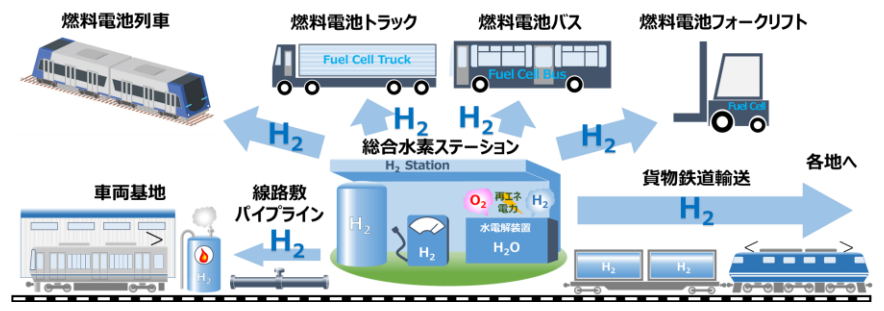 燃料電池列車
燃料電池トラック
燃料電池バス
燃料電池フォークリフト
Fuel Cell Truck
Fuel Cell Bus
Fuel Cell
H₂
H₂
H₂
H₂
総合水素ステーション
H₂ Station
各地へ
車両基地
線路敷
パイプライン
貨物鉄道輸送
H₂
H₂
O₂
再エネ
電力
H₂
水電解装置
H₂O
H₂
H₂
H₂
H₂
H₂